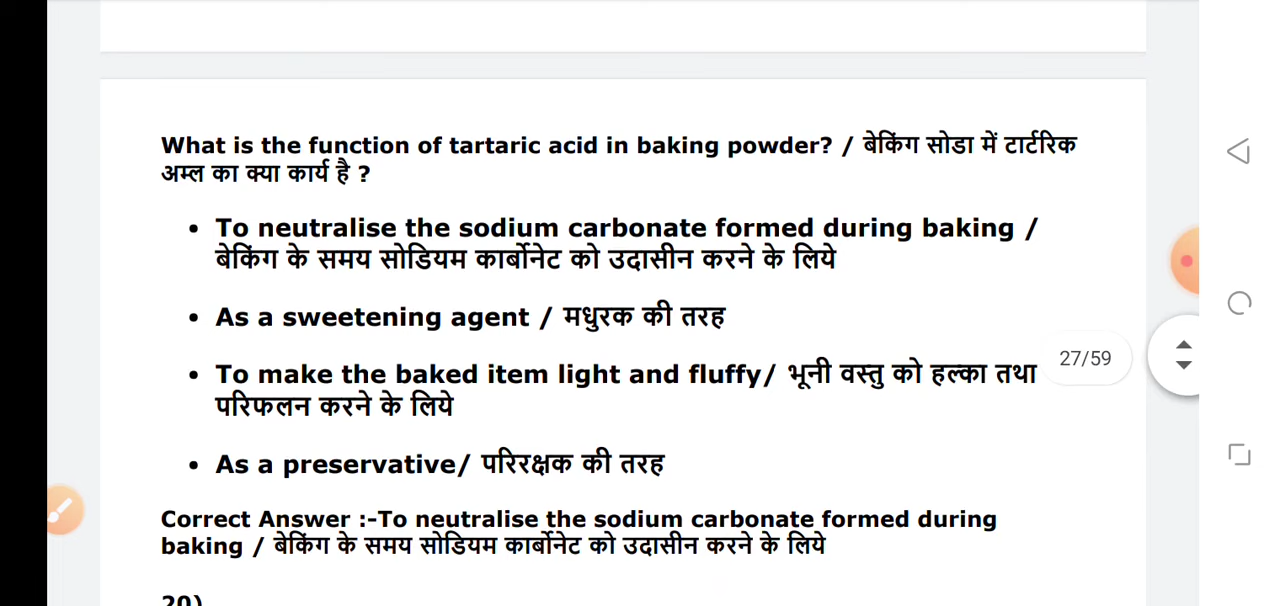 What is the function of tartaric acid in baking powder? / बेकिंग सोडा में टार्टरिक
अम्ल का क्या कार्य है ?
• To neutralise the sodium carbonate formed during baking /
बेकिंग के समय सोडियम कार्बोनेट को उदासीन करने के लिये
• As a sweetening agent / मधुरक की तरह
• To make the baked item light and fluffy/ भूनी वस्तु को हल्का तथा
परिफलन करने के लिये
27/59
• As a preservative/ परिरक्षक की तरह
Correct Answer :-To neutralise the sodium carbonate formed during
baking / बेकिंग के समय सोडियम कार्बोनेट को उदासीन करने के लिये
20)